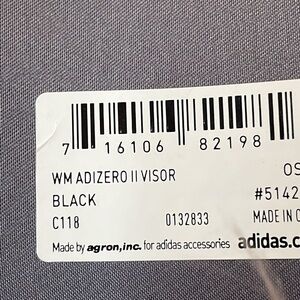 7 16106 82198
WM ADIZERO II VISOR OS
BLACK #5142
C118 0132833 MADE IN C
Made by agron,inc. for adidas accessories adidas.c